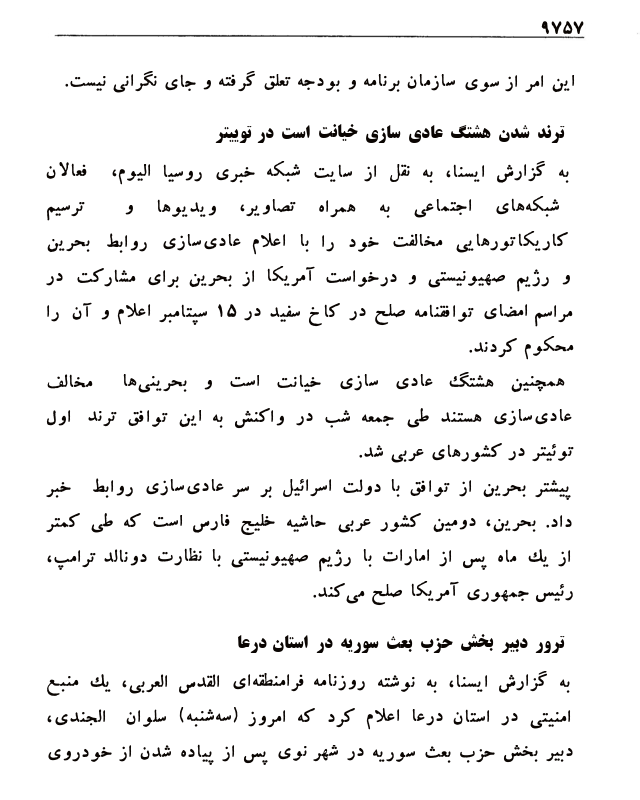 ۹۷۵۷
این امر از سوی سازمان برنامه و بودجه تعلق گرفته و جای نگرانی نیست.
ترند شدن هشتگ عادی سازی خیانت است در توییتر
به گزارش ایسنا، به نقل از سایت شبکه خبری روسیا الیوم، فعالان
شبکه‌های اجتماعی به همراه تصاویر، ویدیوها و ترسیم
کاریکاتورهایی مخالفت خود را با اعلام عادی‌سازی روابط بحرین
و رژیم صهیونیستی و درخواست آمریکا از بحرین برای مشارکت در
مراسم امضای توافقنامه صلح در کاخ سفید در ۱۵ سپتامبر اعلام و آن را
محکوم کردند.
همچنین هشتگ عادی سازی خیانت است و بحرینی‌ها مخالف
عادی‌سازی هستند طی جمعه شب در واکنش به این توافق ترند اول
توئیتر در کشورهای عربی شد.
پیشتر بحرین از توافق با دولت اسرائیل بر سر عادی‌سازی روابط خبر
داد. بحرین، دومین کشور عربی حاشیه خلیج فارس است که طی کمتر
از یك ماه پس از امارات با رژیم صهیونیستی با نظارت دونالد ترامپ،
رئیس جمهوری آمریکا صلح می‌کند.
ترور دبیر بخش حزب بعث سوریه در استان درعا
به گزارش ایسنا، به نوشته روزنامه فرامنطقه‌ای القدس العربی، یك منبع
امنیتی در استان درعا اعلام کرد که امروز (سه‌شنبه) سلوان الجندی،
دبیر بخش حزب بعث سوریه در شهر نوی پس از پیاده شدن از خودروی